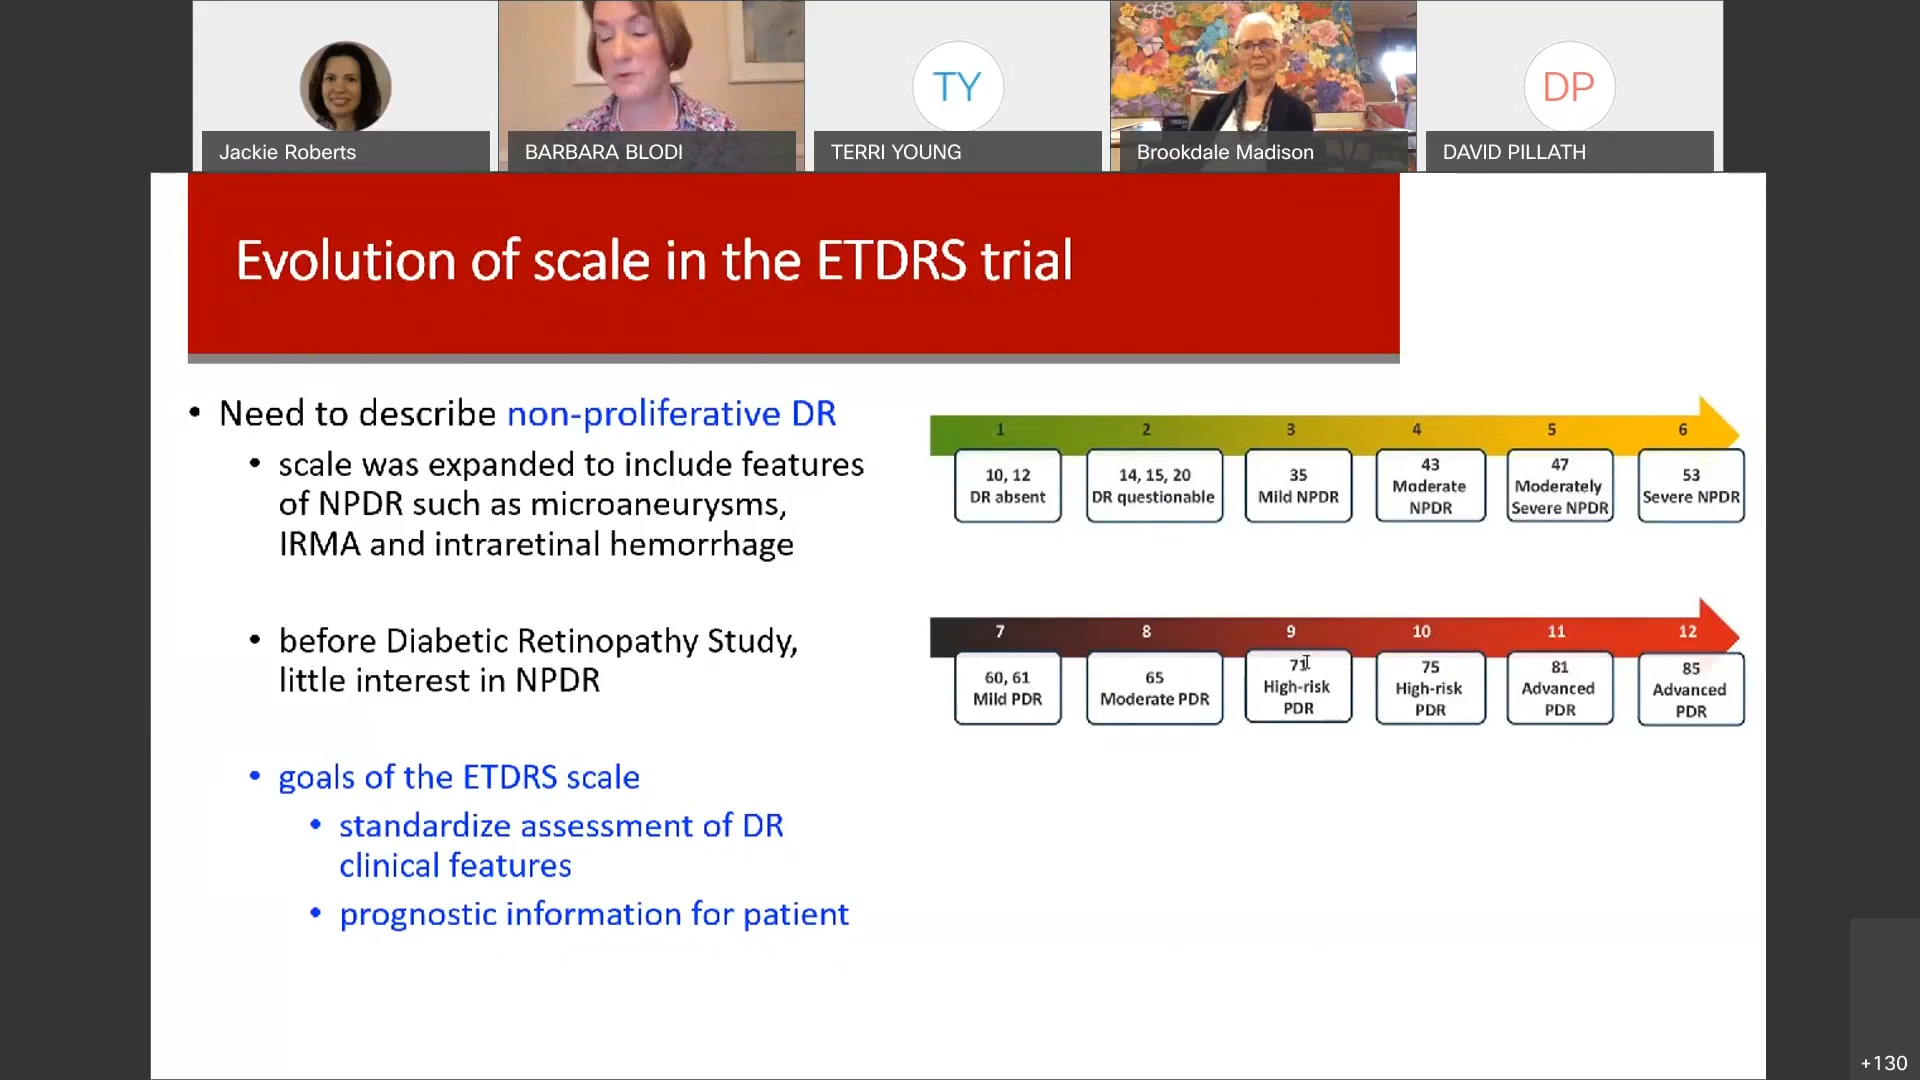 Jackie Roberts
BARBARA BLODI
TY
TERRI YOUNG
Brookdale Madison
DP
DAVID PILLATH
Evolution of scale in the ETDRS trial
• Need to describe non-proliferative DR
• scale was expanded to include features
of NPDR such as microaneurysms,
IRMA and intraretinal hemorrhage
• before Diabetic Retinopathy Study,
little interest in NPDR
• goals of the ETDRS scale
• standardize assessment of DR
clinical features
• prognostic information for patient
1
2
3
4
5
6
10, 12
DR absent
14, 15, 20
DR questionable
35
Mild NPDR
43
Moderate
NPDR
47
Moderately
Severe NPDR
53
Severe NPDR
7
8
9
10
11
12
60, 61
Mild PDR
65
Moderate PDR
71
High-risk
PDR
75
High-risk
PDR
81
Advanced
PDR
85
Advanced
PDR
+130